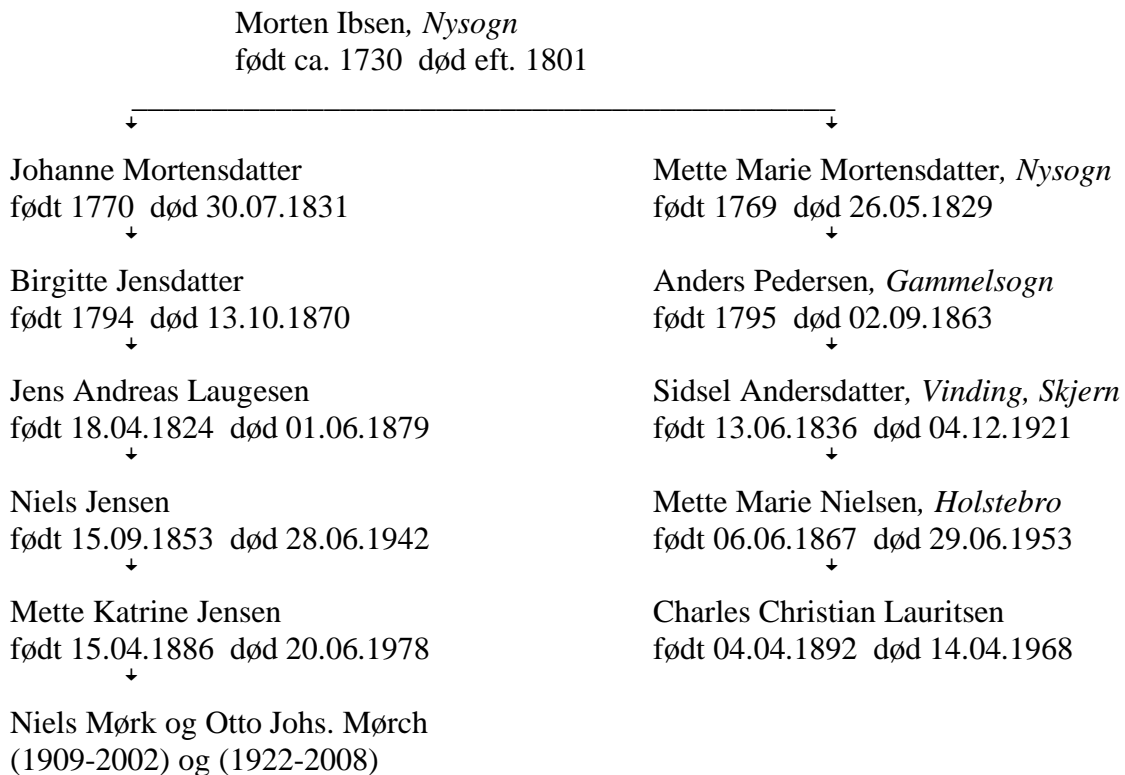 Morten Ibsen, Nysogn
født ca. 1730 død eft. 1801
Johanne Mortensdatter
født 1770 død 30.07.1831
Birgitte Jensdatter
født 1794 død 13.10.1870
Jens Andreas Laugesen
født 18.04.1824 død 01.06.1879
Niels Jensen
født 15.09.1853 død 28.06.1942
Mette Katrine Jensen
født 15.04.1886 død 20.06.1978
Niels Mørk og Otto Johs. Mørch
(1909-2002) og (1922-2008)
Mette Marie Mortensdatter, Nysogn
født 1769 død 26.05.1829
Anders Pedersen, Gammelsogn
født 1795 død 02.09.1863
Sidsel Andersdatter, Vinding, Skjern
født 13.06.1836 død 04.12.1921
Mette Marie Nielsen, Holstebro
født 06.06.1867 død 29.06.1953
Charles Christian Lauritsen
født 04.04.1892 død 14.04.1968